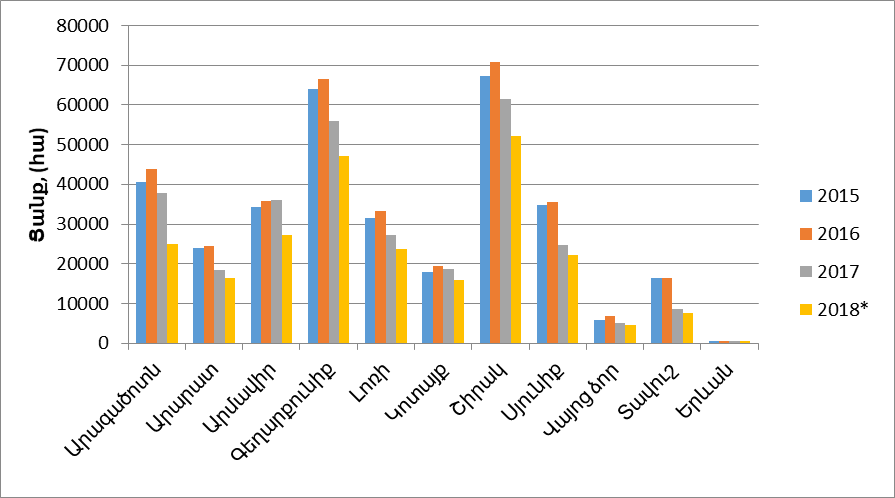 80000
70000
60000
50000
40000
30000
20000
10000
0
Ցանք, (հա)
Արագածոտն
Արարատ
Արմավիր
Գեղարքունիք
Լոռի
Կոտայք
Շիրակ
Սյունիք
Վայոց ձոր
Տավուշ
Երևան
2015
2016
2017
2018*